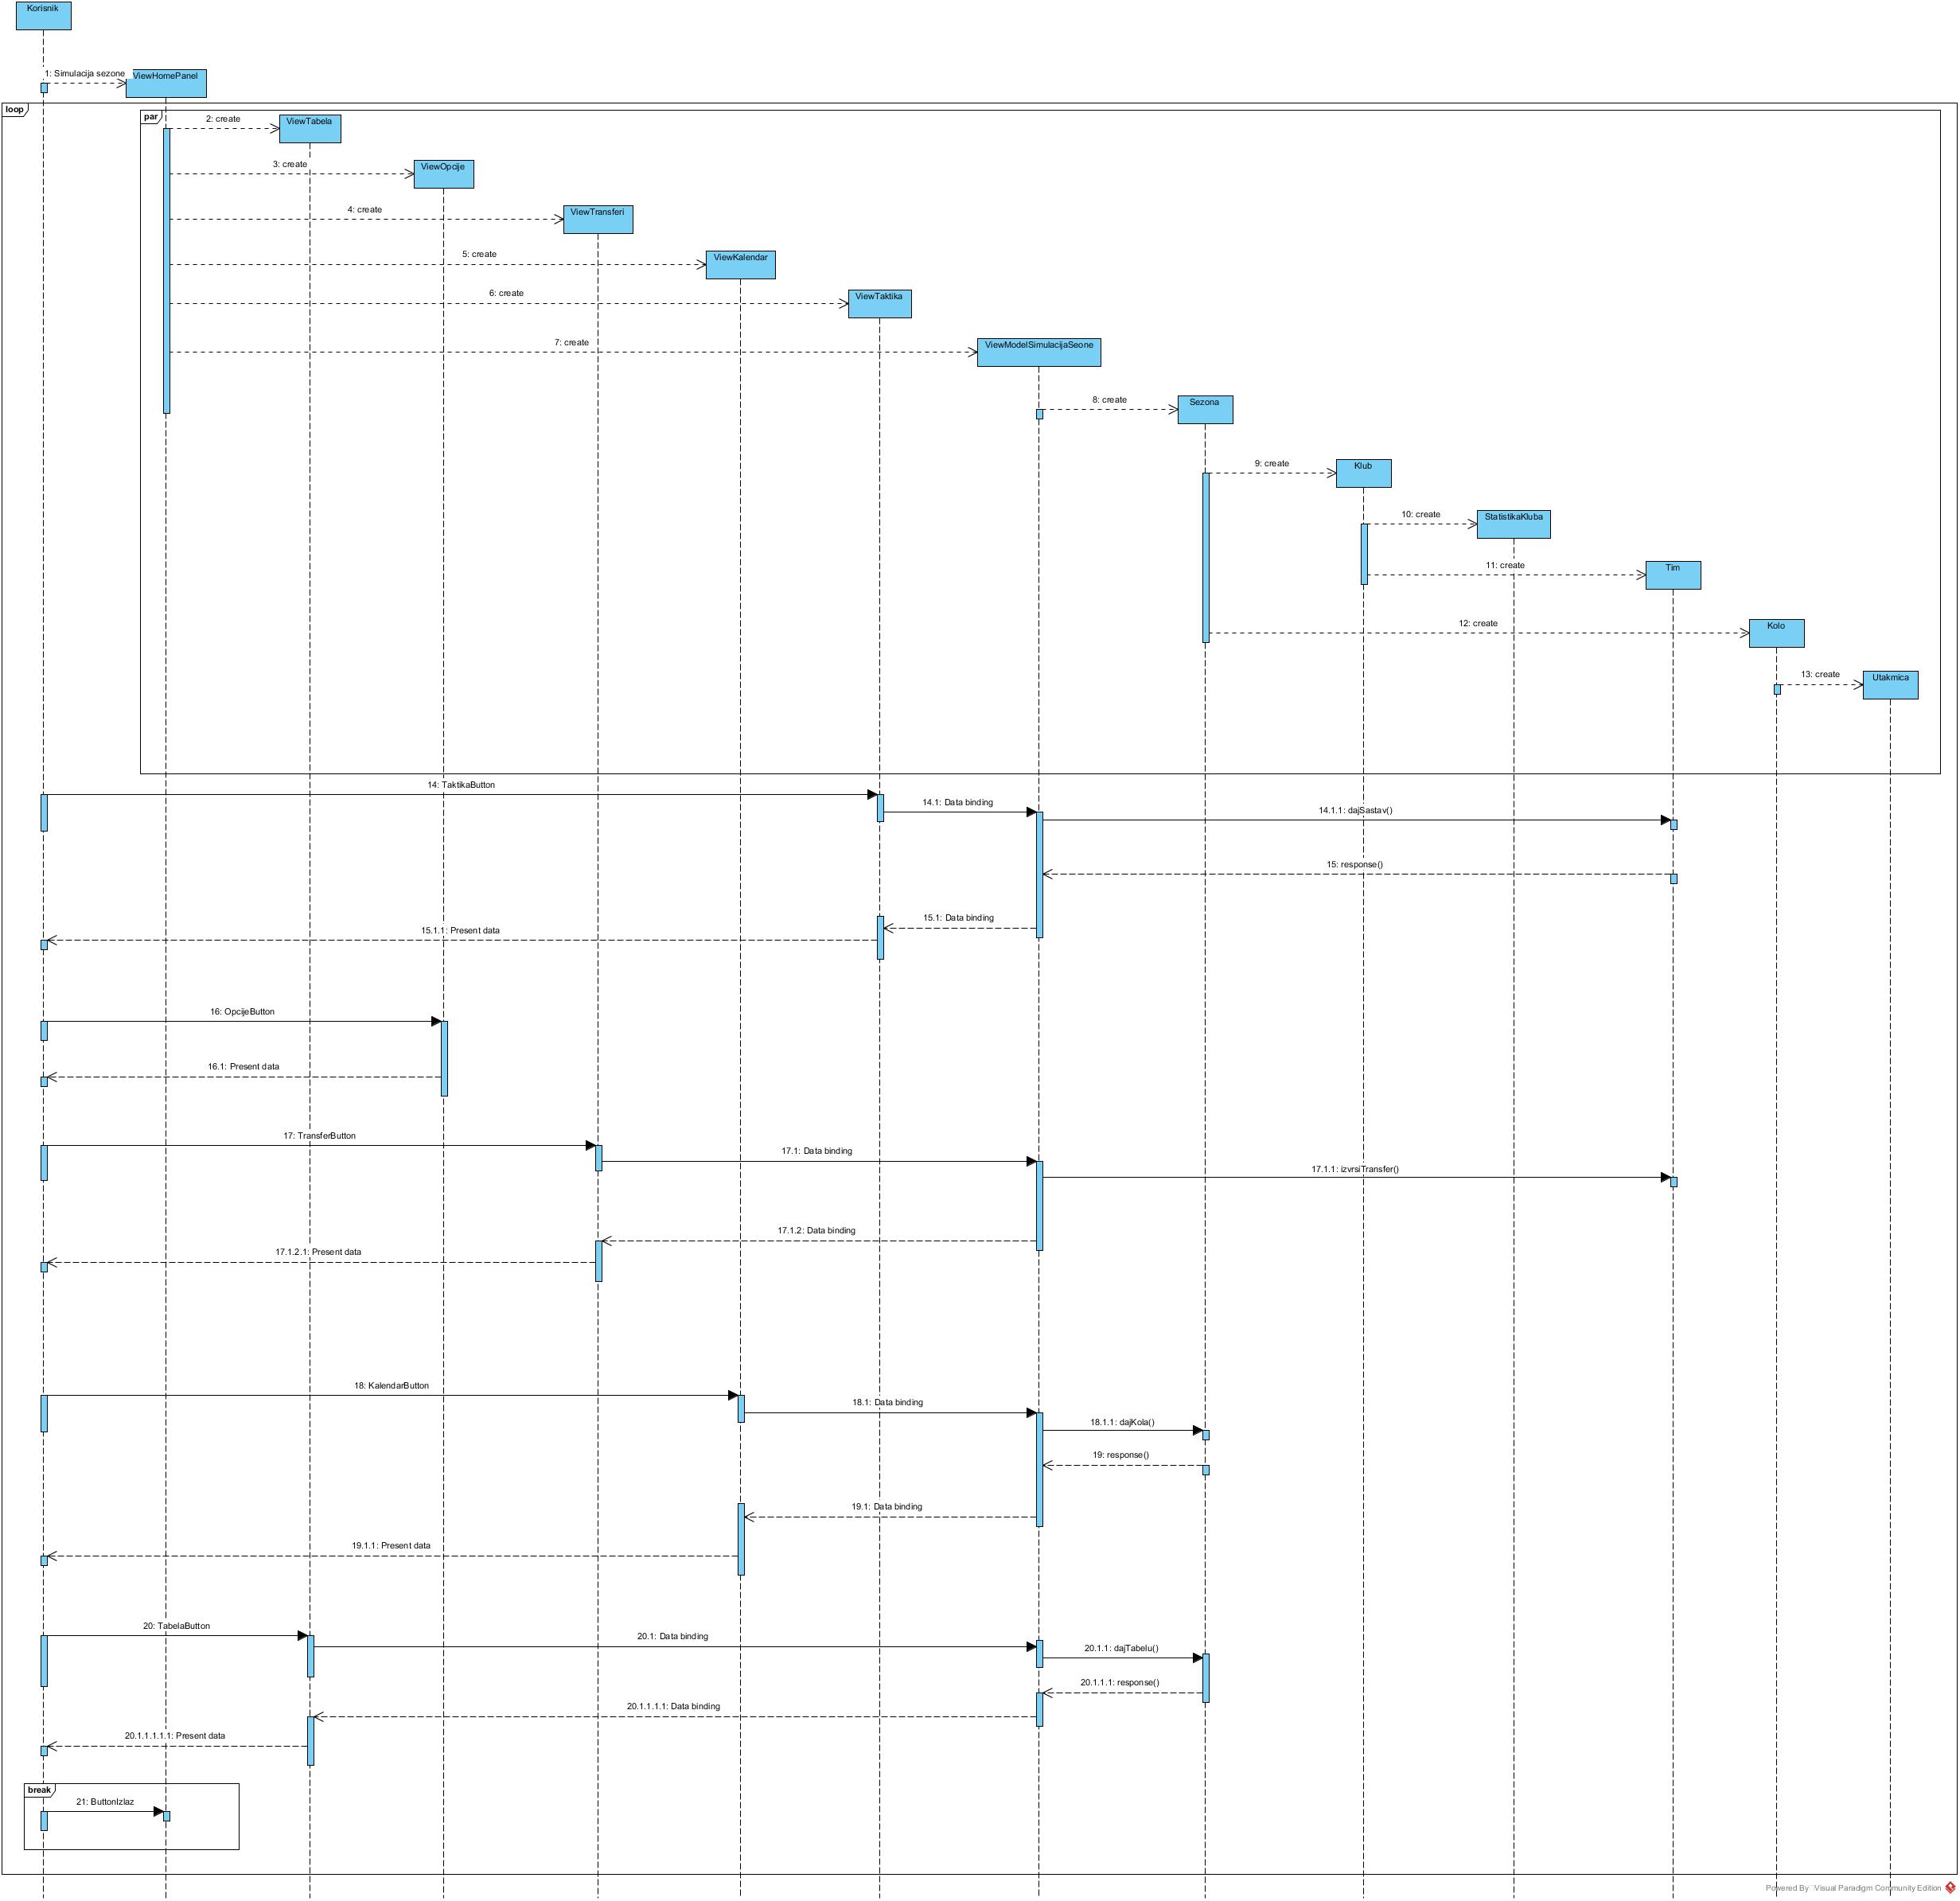 Korisnik
1: Simulacija sezone
ViewHomePanel
loop
par
2: create
ViewTabela
3: create
ViewOpcije
4: create
ViewTransferi
5: create
ViewKalendar
6: create
ViewTaktika
7: create
ViewModelSimulacijaSeone
8: create
Sezona
9: create
Klub
10: create
StatistikaKluba
11: create
Tim
12: create
Kolo
13: create
Utakmica
14: TaktikaButton
14.1: Data binding
14.1.1: dajSastav()
15: response()
15.1: Data binding
15.1.1: Present data
16: OpcijeButton
16.1: Present data
17: TransferButton
17.1: Data binding
17.1.1: izvrsiTransfer()
17.1.2: Data binding
17.1.2.1: Present data
18: KalendarButton
18.1: Data binding
18.1.1: dajKola()
19: response()
19.1: Data binding
19.1.1: Present data
20: TabelaButton
20.1: Data binding
20.1.1: dajTabelu()
20.1.1.1: response()
20.1.1.1.1: Data binding
20.1.1.1.1.1: Present data
break
21: ButtonIzlaz
Powered By Visual Paradigm Community Edition